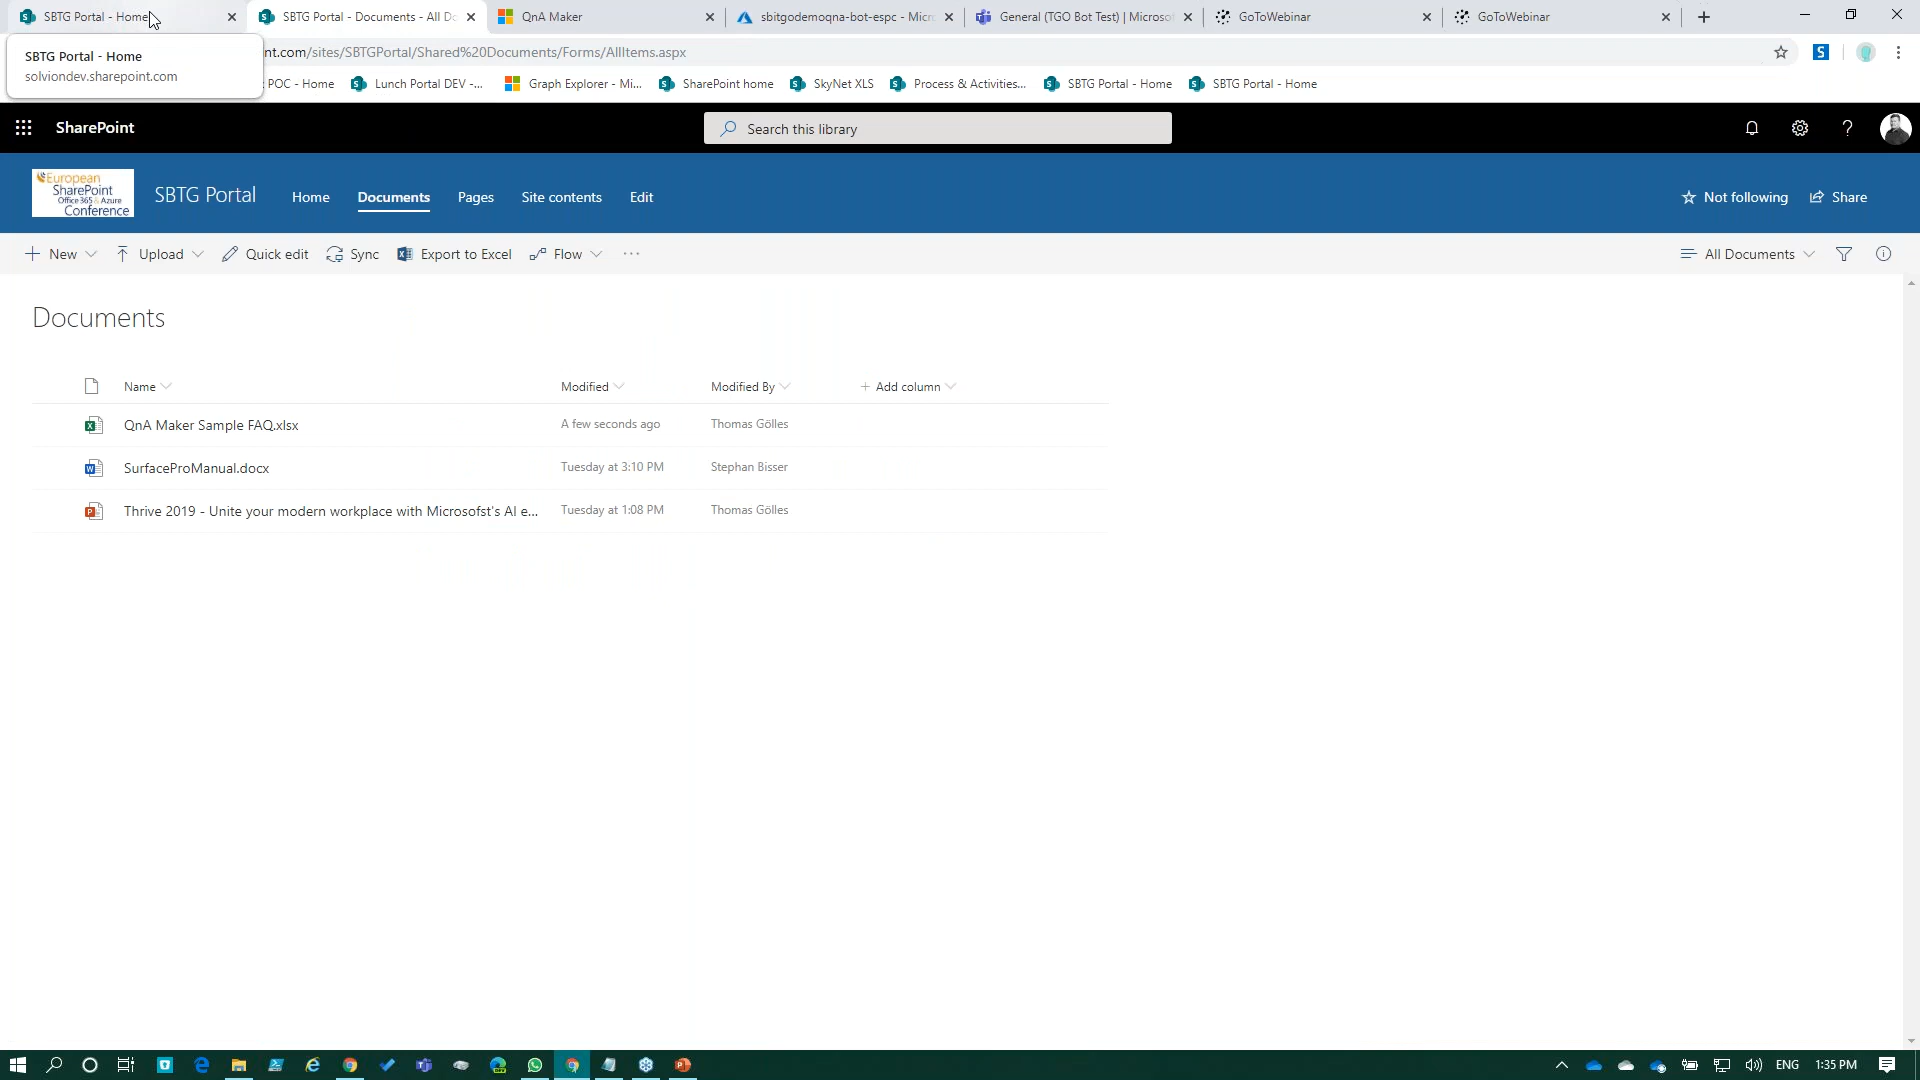 SBTG Portal - Home
SBTG Portal - Documents - All Do
QnA Maker
sbitgodemoqna-bot-espc - Micr
General (TGO Bot Test) | Microsof
GoToWebinar
GoToWebinar
SBTG Portal - Home
solviondev.sharepoint.com
nt.com/sites/SBTGPortal/Shared%20Documents/Forms/AllItems.aspx
POC - Home
Lunch Portal DEV -...
Graph Explorer - Mi...
SharePoint home
SkyNet XLS
Process & Activities...
SBTG Portal - Home
SBTG Portal - Home
SharePoint
Search this library
European
SharePoint
Office 365 & Azure
Conference
SBTG Portal
Home
Documents
Pages
Site contents
Edit
Not following
Share
New
Upload
Quick edit
Sync
Export to Excel
Flow
All Documents
Documents
Name
Modified
Modified By
Add column
QnA Maker Sample FAQ.xlsx
A few seconds ago
Thomas Gölles
SurfaceProManual.docx
Tuesday at 3:10 PM
Stephan Bisser
Thrive 2019 - Unite your modern workplace with Microsofst's AI e...
Tuesday at 1:08 PM
Thomas Gölles
ENG
1:35 PM